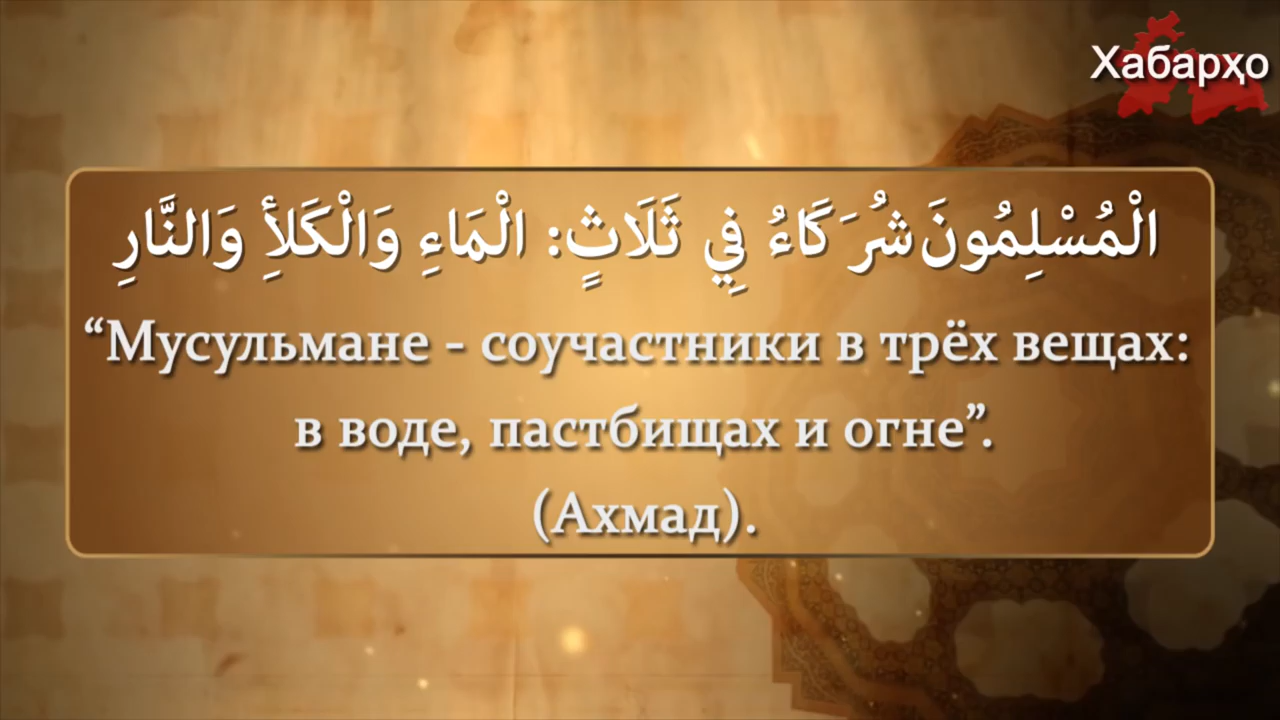 Хабарҳо
الْمُسْلِمُونَ شُرَكَاءُ فِي ثَلَاثٍ: الْمَاءِ وَالْكَلَأِ وَالنَّارِ
“Мусульмане - соучастники в трёх вещах:
в воде, пастбищах и огне”.
(Ахмад).